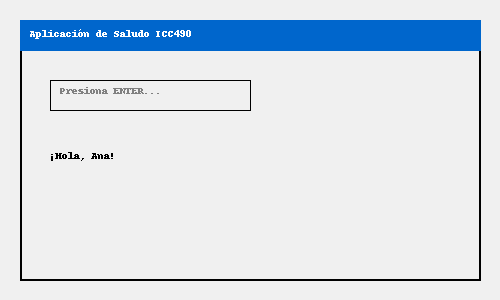 Aplicación de Saludo ICC490
Presiona ENTER...
¡Hola, Ana!